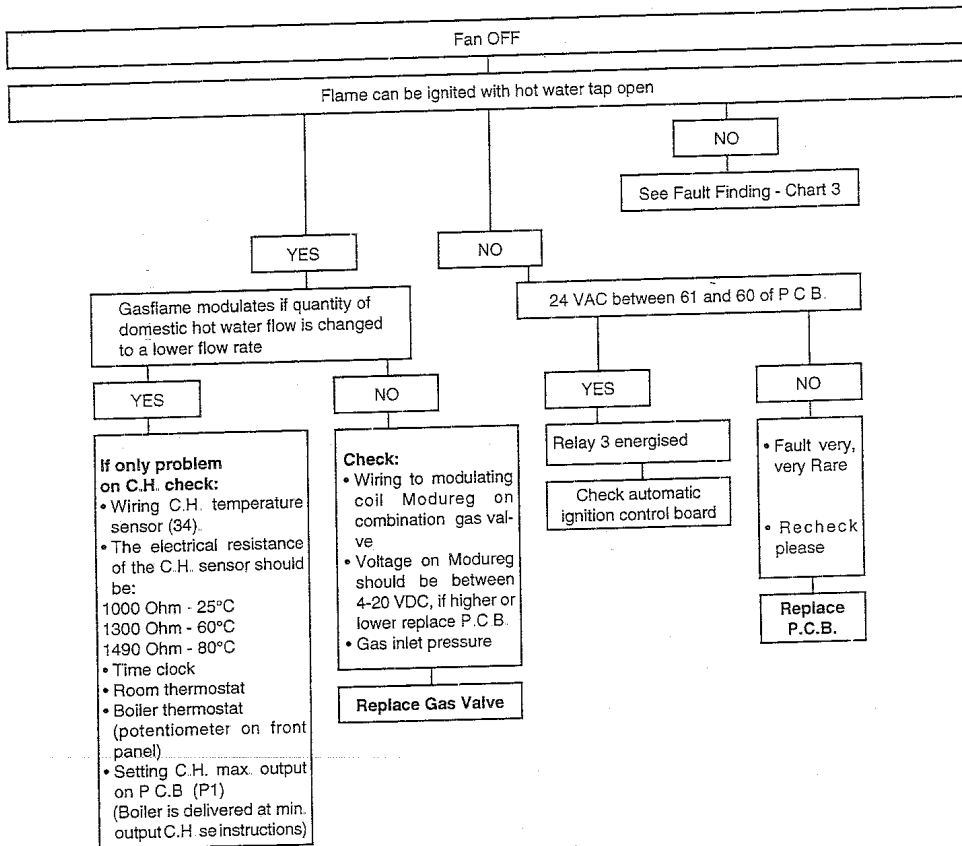 Fan OFF
Flame can be ignited with hot water tap open
NO
See Fault Finding - Chart 3
YES
NO
Gasflame modulates if quantity of
domestic hot water flow is changed
to a lower flow rate
24 VAC between 61 and 60 of P C B.
YES
NO
YES
NO
If only problem
on C.H. check:
• Wiring C.H. temperature
sensor (34).
• The electrical resistance
of the C.H. sensor should
be:
1000 Ohm - 25°C
1300 Ohm - 60°C
1490 Ohm - 80°C
• Time clock
• Room thermostat
• Boiler thermostat
(potentiometer on front
panel)
• Setting C.H. max. output
on P C.B (P1)
(Boiler is delivered at min.
output C.H se instructions)
Check:
• Wiring to modulating
coil Modureg on
combination gas val-
ve
• Voltage on Modureg
should be between
4-20 VDC, if higher or
lower replace P.C.B.
• Gas inlet pressure
Replace Gas Valve
Relay 3 energised
Check automatic
ignition control board
• Fault very,
very Rare
• Recheck
please
Replace
P.C.B.